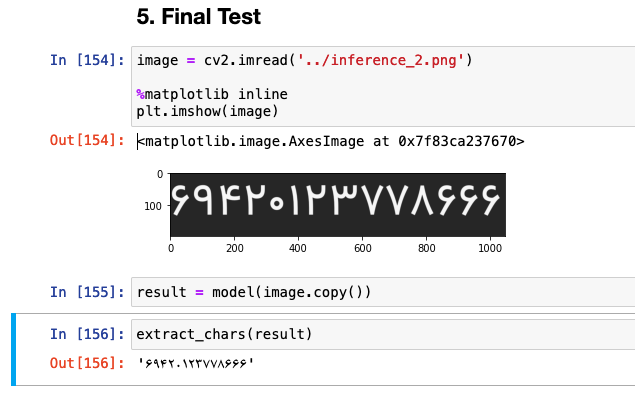 5. Final Test
In [154]: image = cv2.imread('../inference_2.png')
%matplotlib inline
plt.imshow(image)
Out[154]: <matplotlib.image.AxesImage at 0x7f83ca237670>
0
۶۹۴۲۰۱۲۳۷۷۸۶۶۶
100
0 200 400 600 800 1000
In [155]: result = model(image.copy())
In [156]: extract_chars(result)
Out[156]: '۶۹۴۲۰۱۲۳۷۷۸۶۶۶'